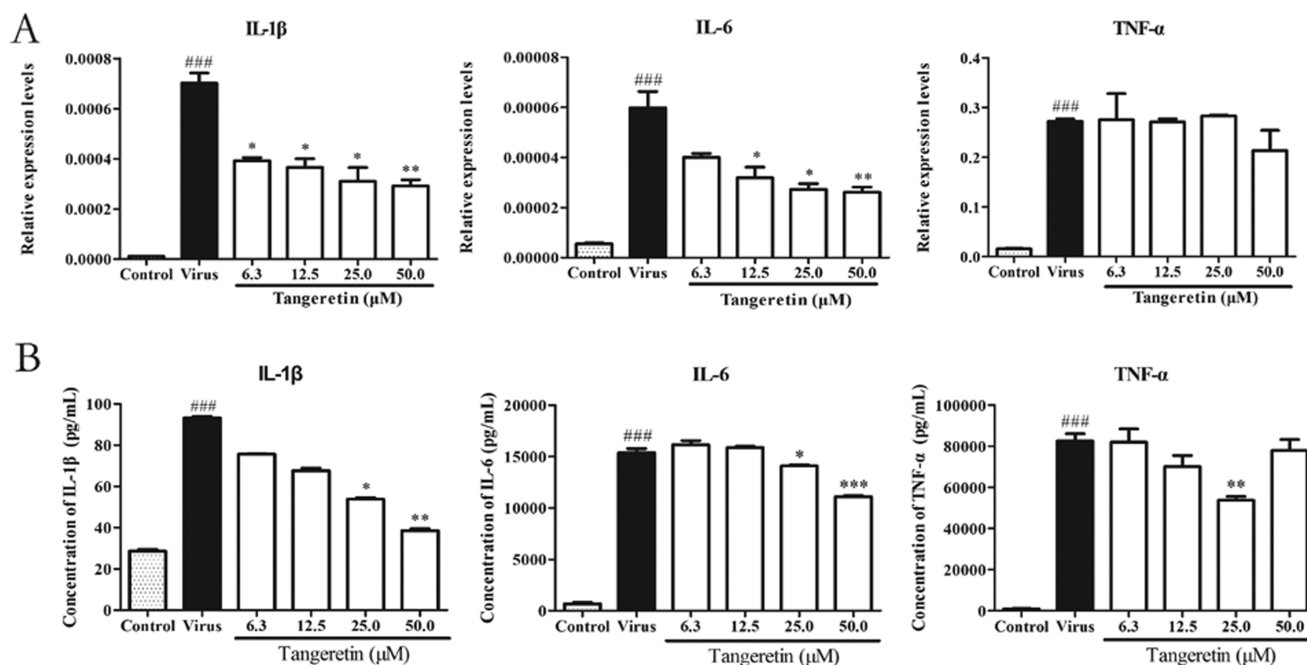 A
IL-1β
Relative expression levels
0.0008
0.0006
0.0004
0.0002
0.0000
###
*
*
*
**
Control Virus 6.3 12.5 25.0 50.0
Tangeretin (μM)
IL-6
Relative expression levels
0.00008
0.00006
0.00004
0.00002
0.00000
###
*
*
**
Control Virus 6.3 12.5 25.0 50.0
Tangeretin (μM)
TNF-α
Relative expression levels
0.4
0.3
0.2
0.1
0.0
###
Control Virus 6.3 12.5 25.0 50.0
Tangeretin (μM)
B
IL-1β
Concentration of IL-1β (pg/mL)
100
80
60
40
20
0
###
*
**
Control Virus 6.3 12.5 25.0 50.0
Tangeretin (μM)
IL-6
Concentration of IL-6 (pg/mL)
20000
15000
10000
5000
0
###
*
***
Control Virus 6.3 12.5 25.0 50.0
Tangeretin (μM)
TNF-α
Concentration of TNF-α (pg/mL)
100000
80000
60000
40000
20000
0
###
**
Control Virus 6.3 12.5 25.0 50.0
Tangeretin (μM)